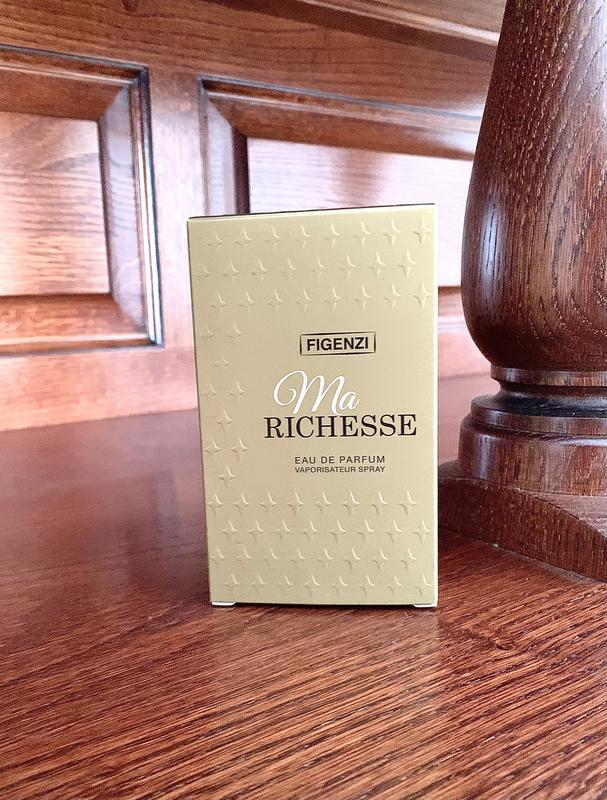 FIGENZI
Ma
RICHESSE
EAU DE PARFUM
VAPORISATEUR SPRAY